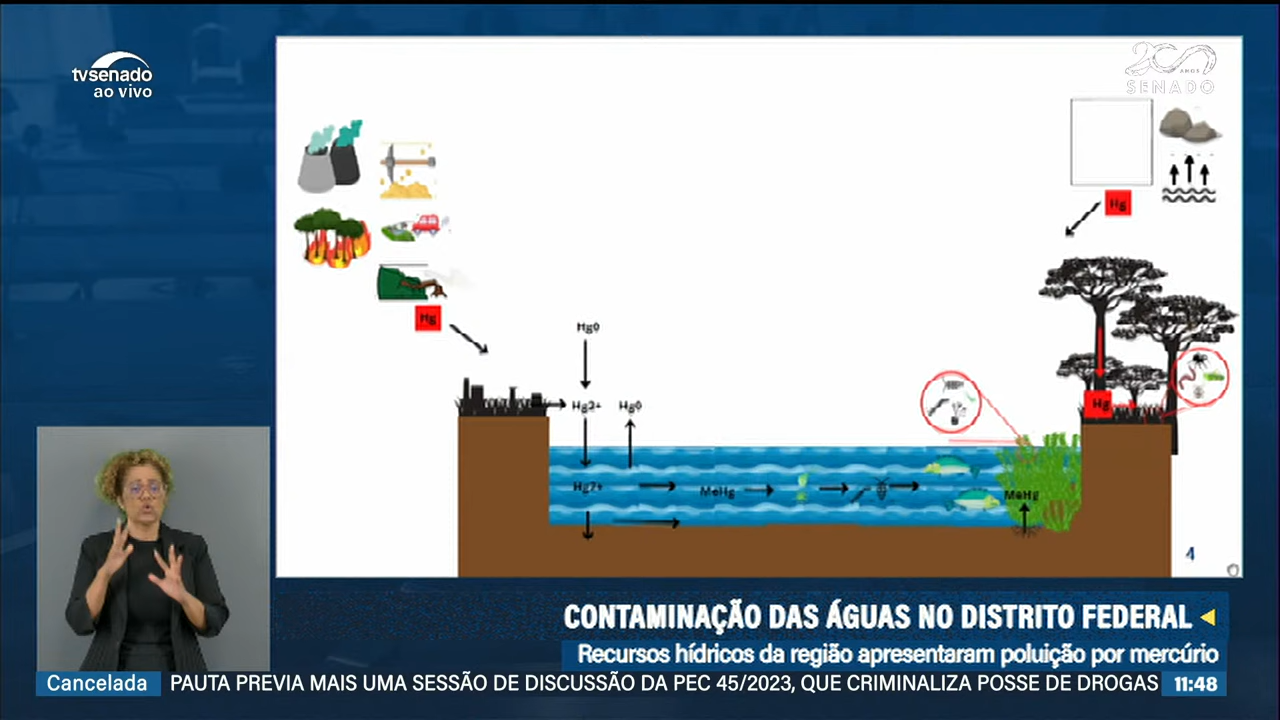 tvsenado
ao vivo
200
ANOS
SENADO
Hg
Hg
Hg0
Hg2+
Hg0
Hg
Hg2+
MeHg
MeHg
4
CONTAMINAÇÃO DAS ÁGUAS NO DISTRITO FEDERAL
Recursos hídricos da região apresentaram poluição por mercúrio
Cancelada PAUTA PREVIA MAIS UMA SESSÃO DE DISCUSSÃO DA PEC 45/2023, QUE CRIMINALIZA POSSE DE DROGAS 11:48